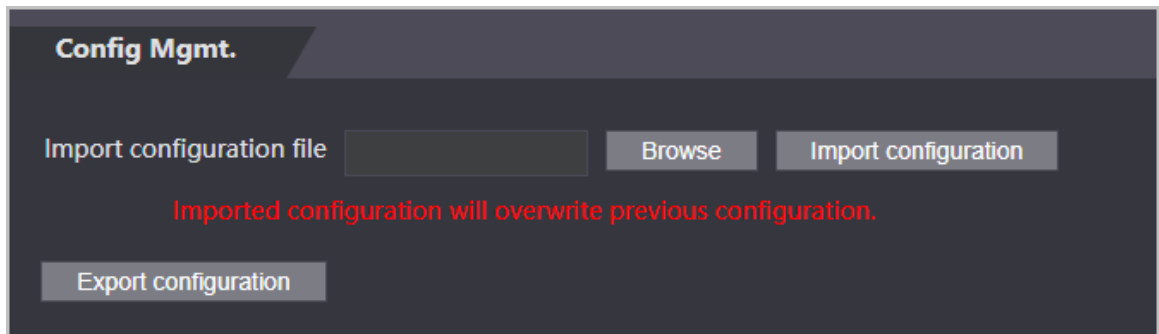 Config Mgmt.
Import configuration file Browse Import configuration
Imported configuration will overwrite previous configuration.
Export configuration